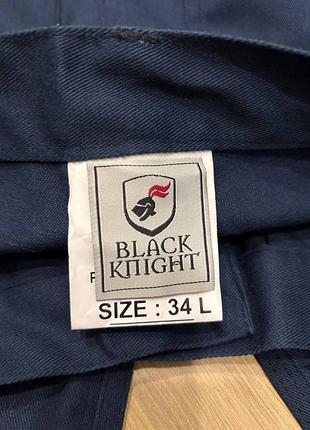 BLACK
KNIGHT
SIZE : 34 L